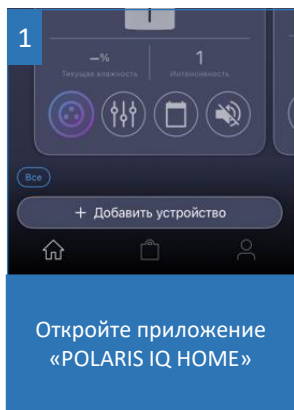 1
–%
1
Текущая влажность
Интенсивность
Все
+ Добавить устройство
Откройте приложение
«POLARIS IQ HOME»